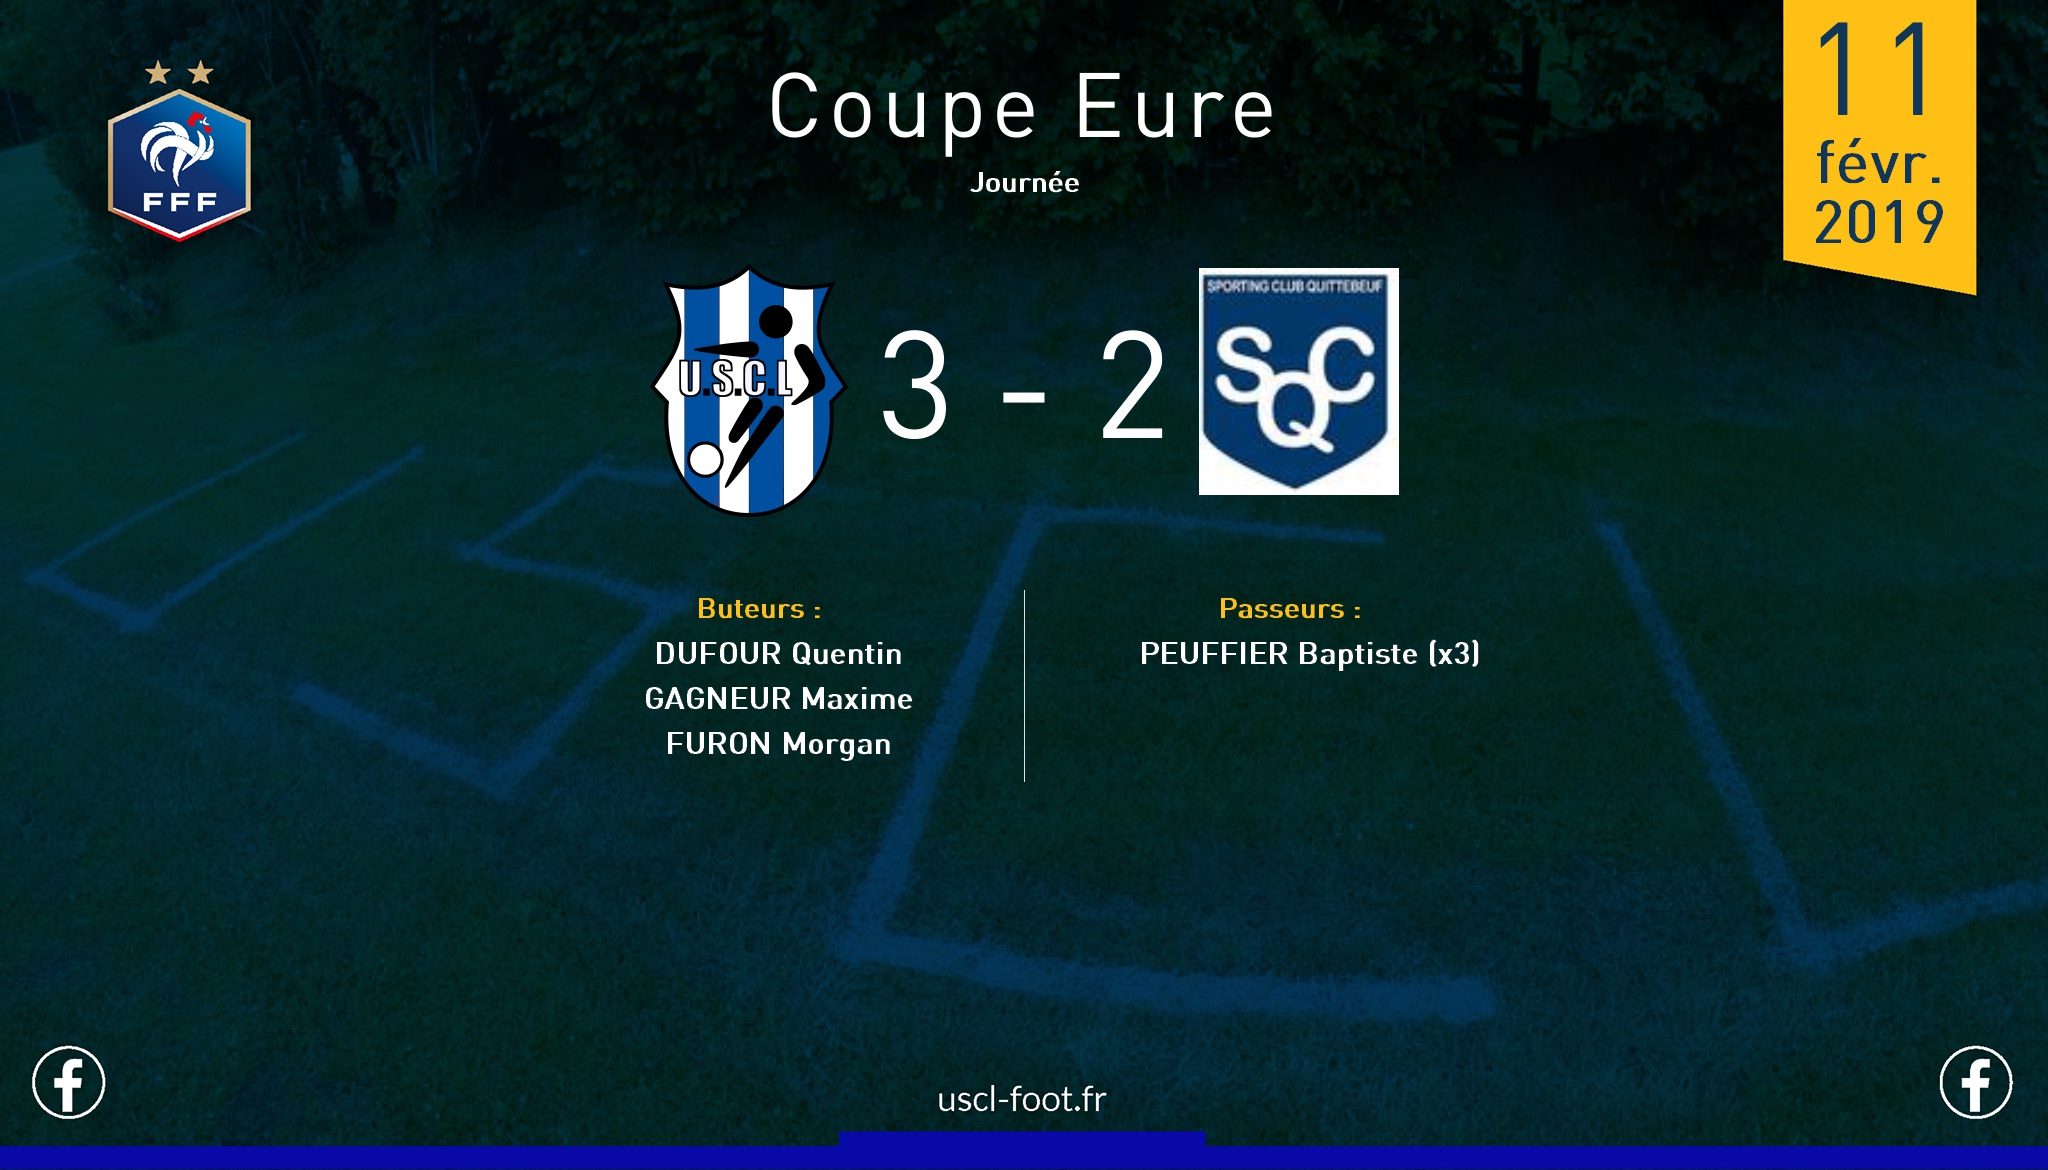 FFF
Coupe Eure
Journée
11
févr.
2019
U.S.C.L
3 - 2
SPORTING CLUB QUITTEBEUF
SQC
Buteurs :
DUFOUR Quentin
GAGNEUR Maxime
FURON Morgan
Passeurs :
PEUFFIER Baptiste (x3)
uscl-foot.fr